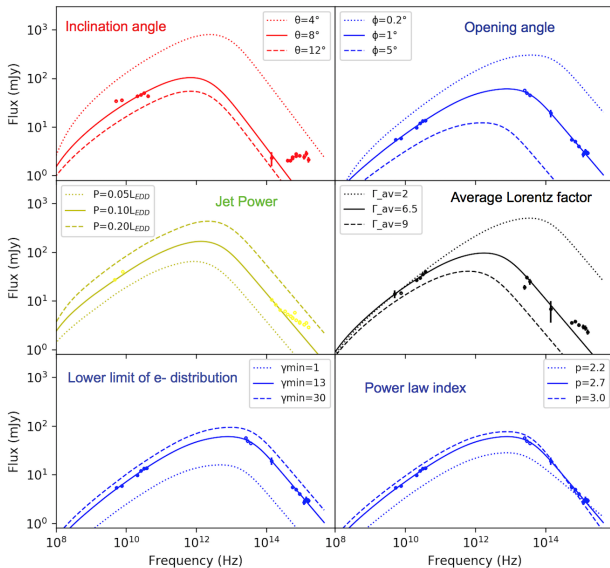 Inclination angle
θ=4°
θ=8°
θ=12°
Opening angle
ϕ=0.2°
ϕ=1°
ϕ=5°
Flux (mJy)
10³
10²
10¹
10⁰
P=0.05L_EDD
P=0.10L_EDD
P=0.20L_EDD
Jet Power
Γ_av=2
Γ_av=6.5
Γ_av=9
Average Lorentz factor
Flux (mJy)
10³
10²
10¹
10⁰
Lower limit of e- distribution
γmin=1
γmin=13
γmin=30
Power law index
p=2.2
p=2.7
p=3.0
Flux (mJy)
10³
10²
10¹
10⁰
10⁸ 10¹⁰ 10¹² 10¹⁴ 10⁸ 10¹⁰ 10¹² 10¹⁴
Frequency (Hz) Frequency (Hz)